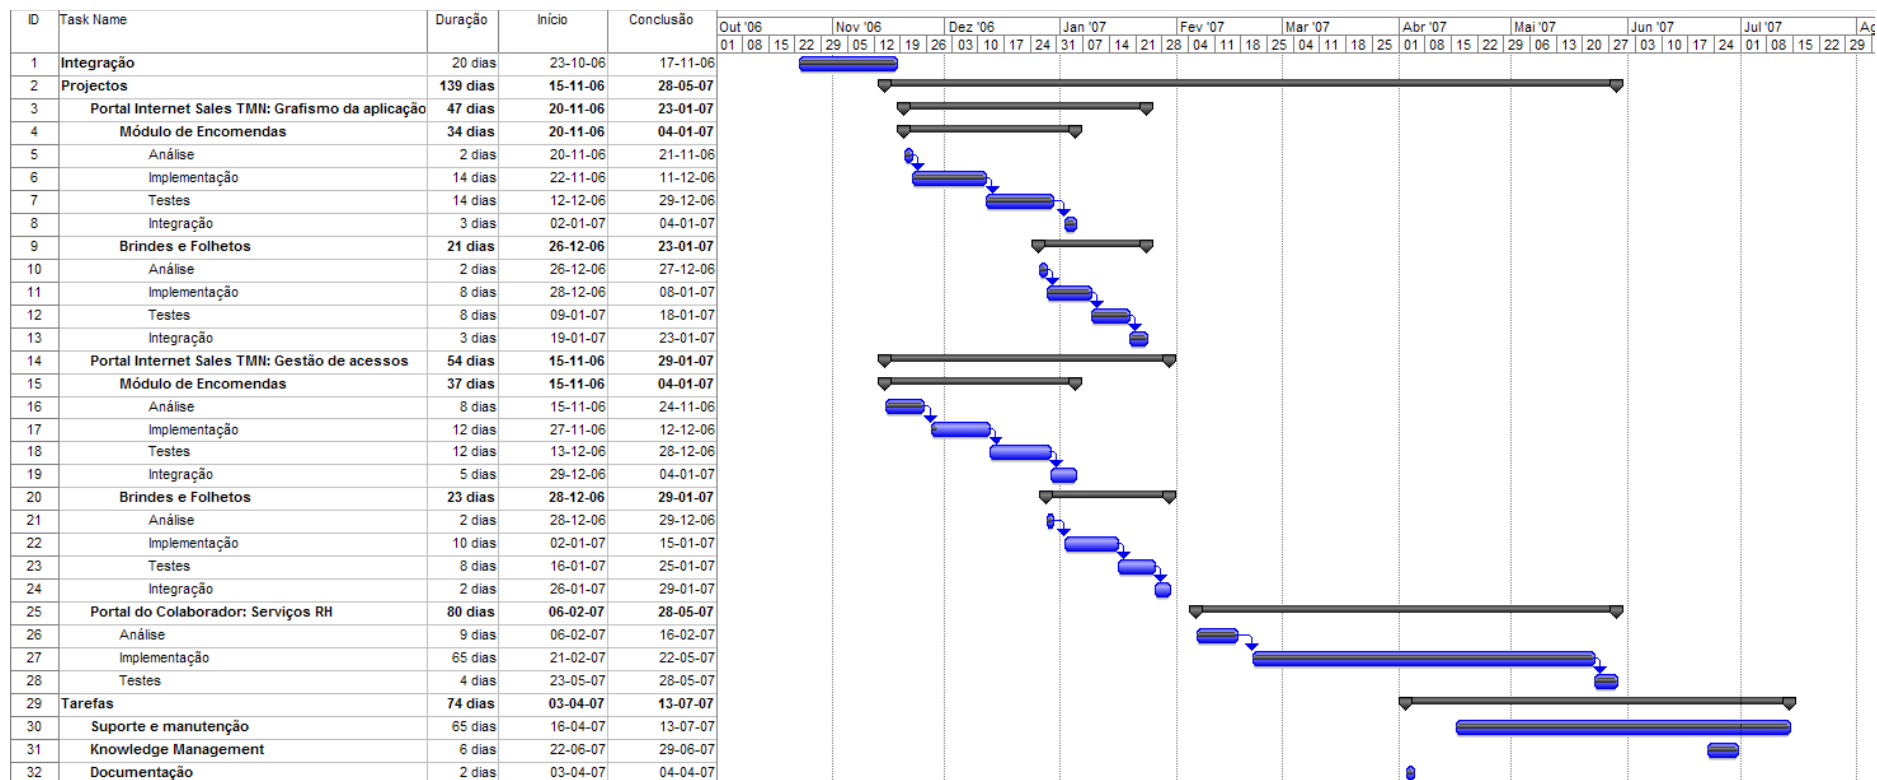 ID Task Name Duração Início Conclusão
Out '06 Nov '06 Dez '06 Jan '07 Fev '07 Mar '07 Abr '07 Mai '07 Jun '07 Jul '07 Ag
01 08 15 22 29 05 12 19 26 03 10 17 24 31 07 14 21 28 04 11 18 25 04 11 18 25 01 08 15 22 29 06 13 20 27 03 10 17 24 01 08 15 22 29
1 Integração 20 dias 23-10-06 17-11-06
2 Projectos 139 dias 15-11-06 28-05-07
3 Portal Internet Sales TMN: Grafismo da aplicação 47 dias 20-11-06 23-01-07
4 Módulo de Encomendas 34 dias 20-11-06 04-01-07
5 Análise 2 dias 20-11-06 21-11-06
6 Implementação 14 dias 22-11-06 11-12-06
7 Testes 14 dias 12-12-06 29-12-06
8 Integração 3 dias 02-01-07 04-01-07
9 Brindes e Folhetos 21 dias 26-12-06 23-01-07
10 Análise 2 dias 26-12-06 27-12-06
11 Implementação 8 dias 28-12-06 08-01-07
12 Testes 8 dias 09-01-07 18-01-07
13 Integração 3 dias 19-01-07 23-01-07
14 Portal Internet Sales TMN: Gestão de acessos 54 dias 15-11-06 29-01-07
15 Módulo de Encomendas 37 dias 15-11-06 04-01-07
16 Análise 8 dias 15-11-06 24-11-06
17 Implementação 12 dias 27-11-06 12-12-06
18 Testes 12 dias 13-12-06 28-12-06
19 Integração 5 dias 29-12-06 04-01-07
20 Brindes e Folhetos 23 dias 28-12-06 29-01-07
21 Análise 2 dias 28-12-06 29-12-06
22 Implementação 10 dias 02-01-07 15-01-07
23 Testes 8 dias 16-01-07 25-01-07
24 Integração 2 dias 26-01-07 29-01-07
25 Portal do Colaborador: Serviços RH 80 dias 06-02-07 28-05-07
26 Análise 9 dias 06-02-07 16-02-07
27 Implementação 65 dias 21-02-07 22-05-07
28 Testes 4 dias 23-05-07 28-05-07
29 Tarefas 74 dias 03-04-07 13-07-07
30 Suporte e manutenção 65 dias 16-04-07 13-07-07
31 Knowledge Management 6 dias 22-06-07 29-06-07
32 Documentação 2 dias 03-04-07 04-04-07